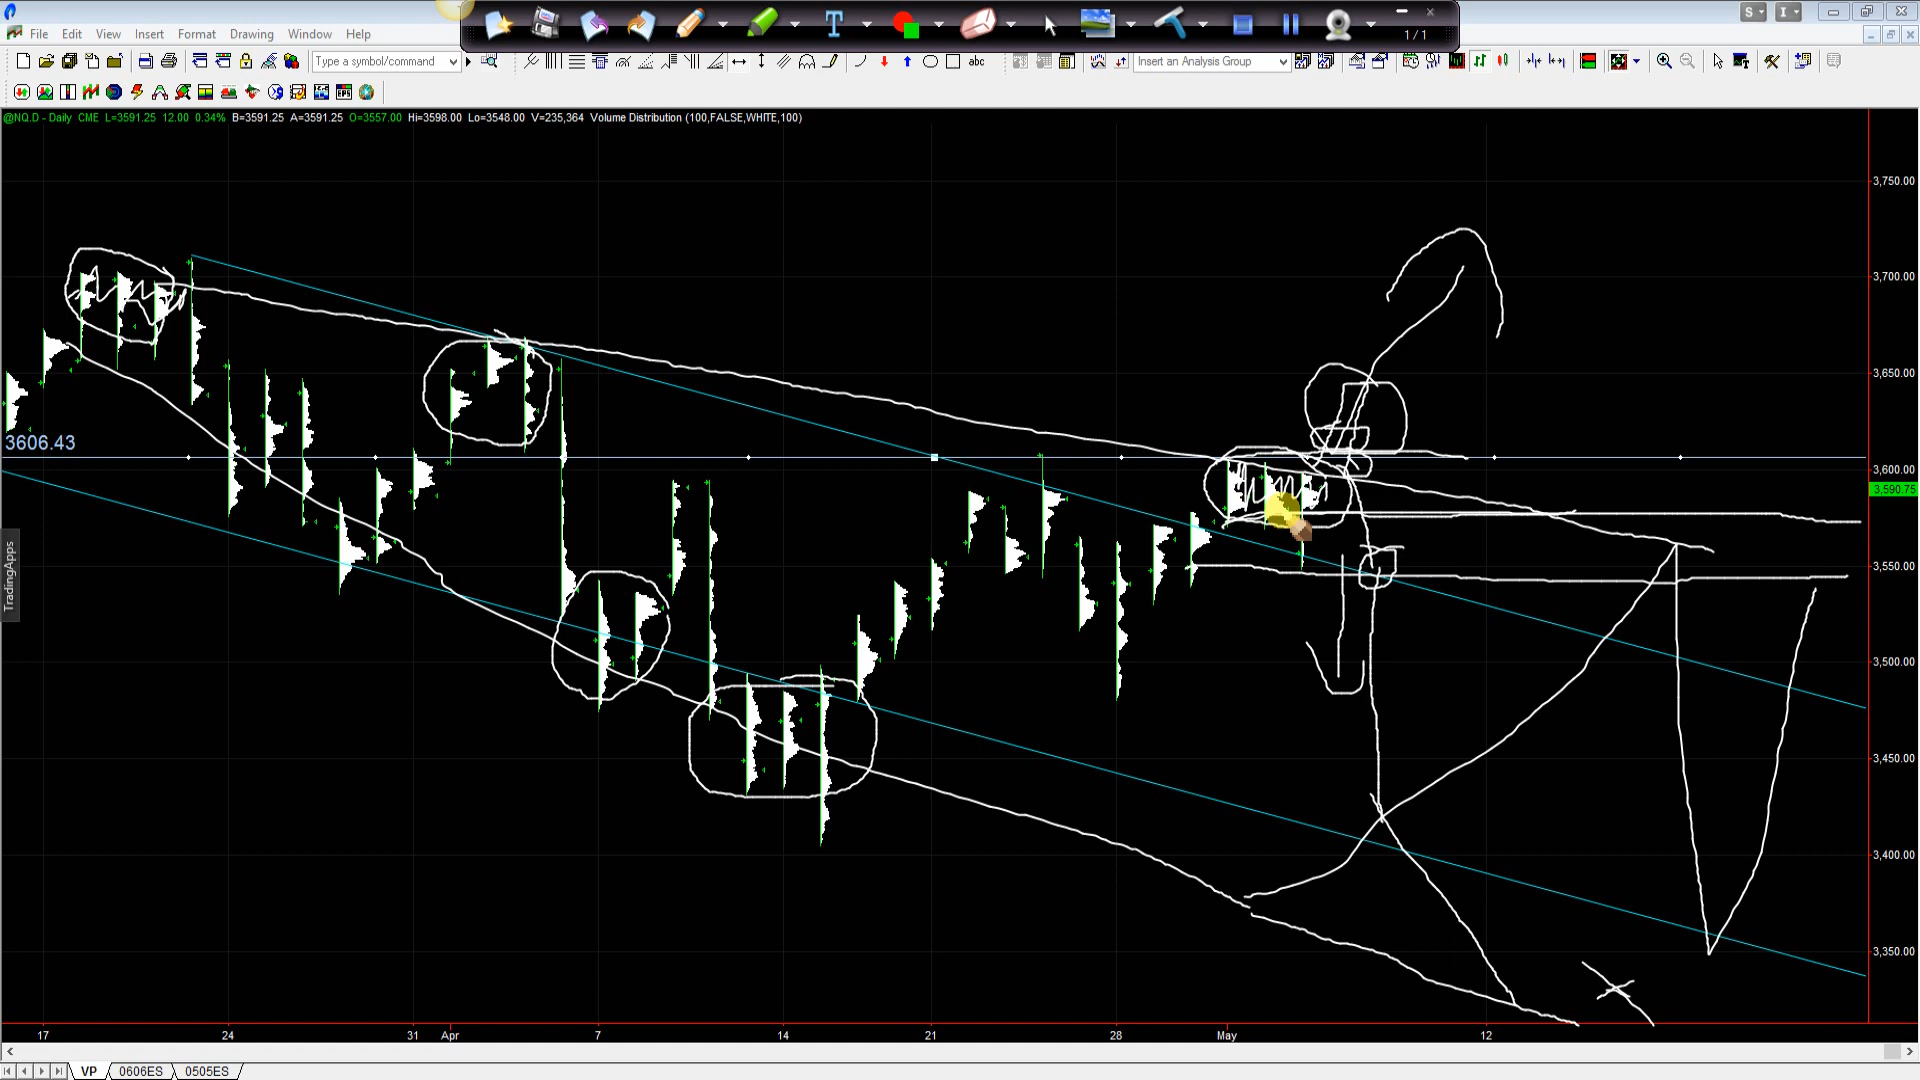 S I
File Edit View Insert Format Drawing Window Help
T
1 / 1
Type a symbol/command
abc
Insert an Analysis Group
EPS
@NQ.D - Daily CME L=3591.25 12.00 0.34% B=3591.25 A=3591.25 O=3557.00 Hi=3598.00 Lo=3548.00 V=235,364 Volume Distribution (100,FALSE,WHITE,100)
3,750.00
3,700.00
3,650.00
3606.43
3,600.00
3,590.75
3,550.00
TradingApps
3,500.00
3,450.00
3,400.00
3,350.00
17 24 31 Apr 7 14 21 28 May 12
VP 0606ES 0505ES